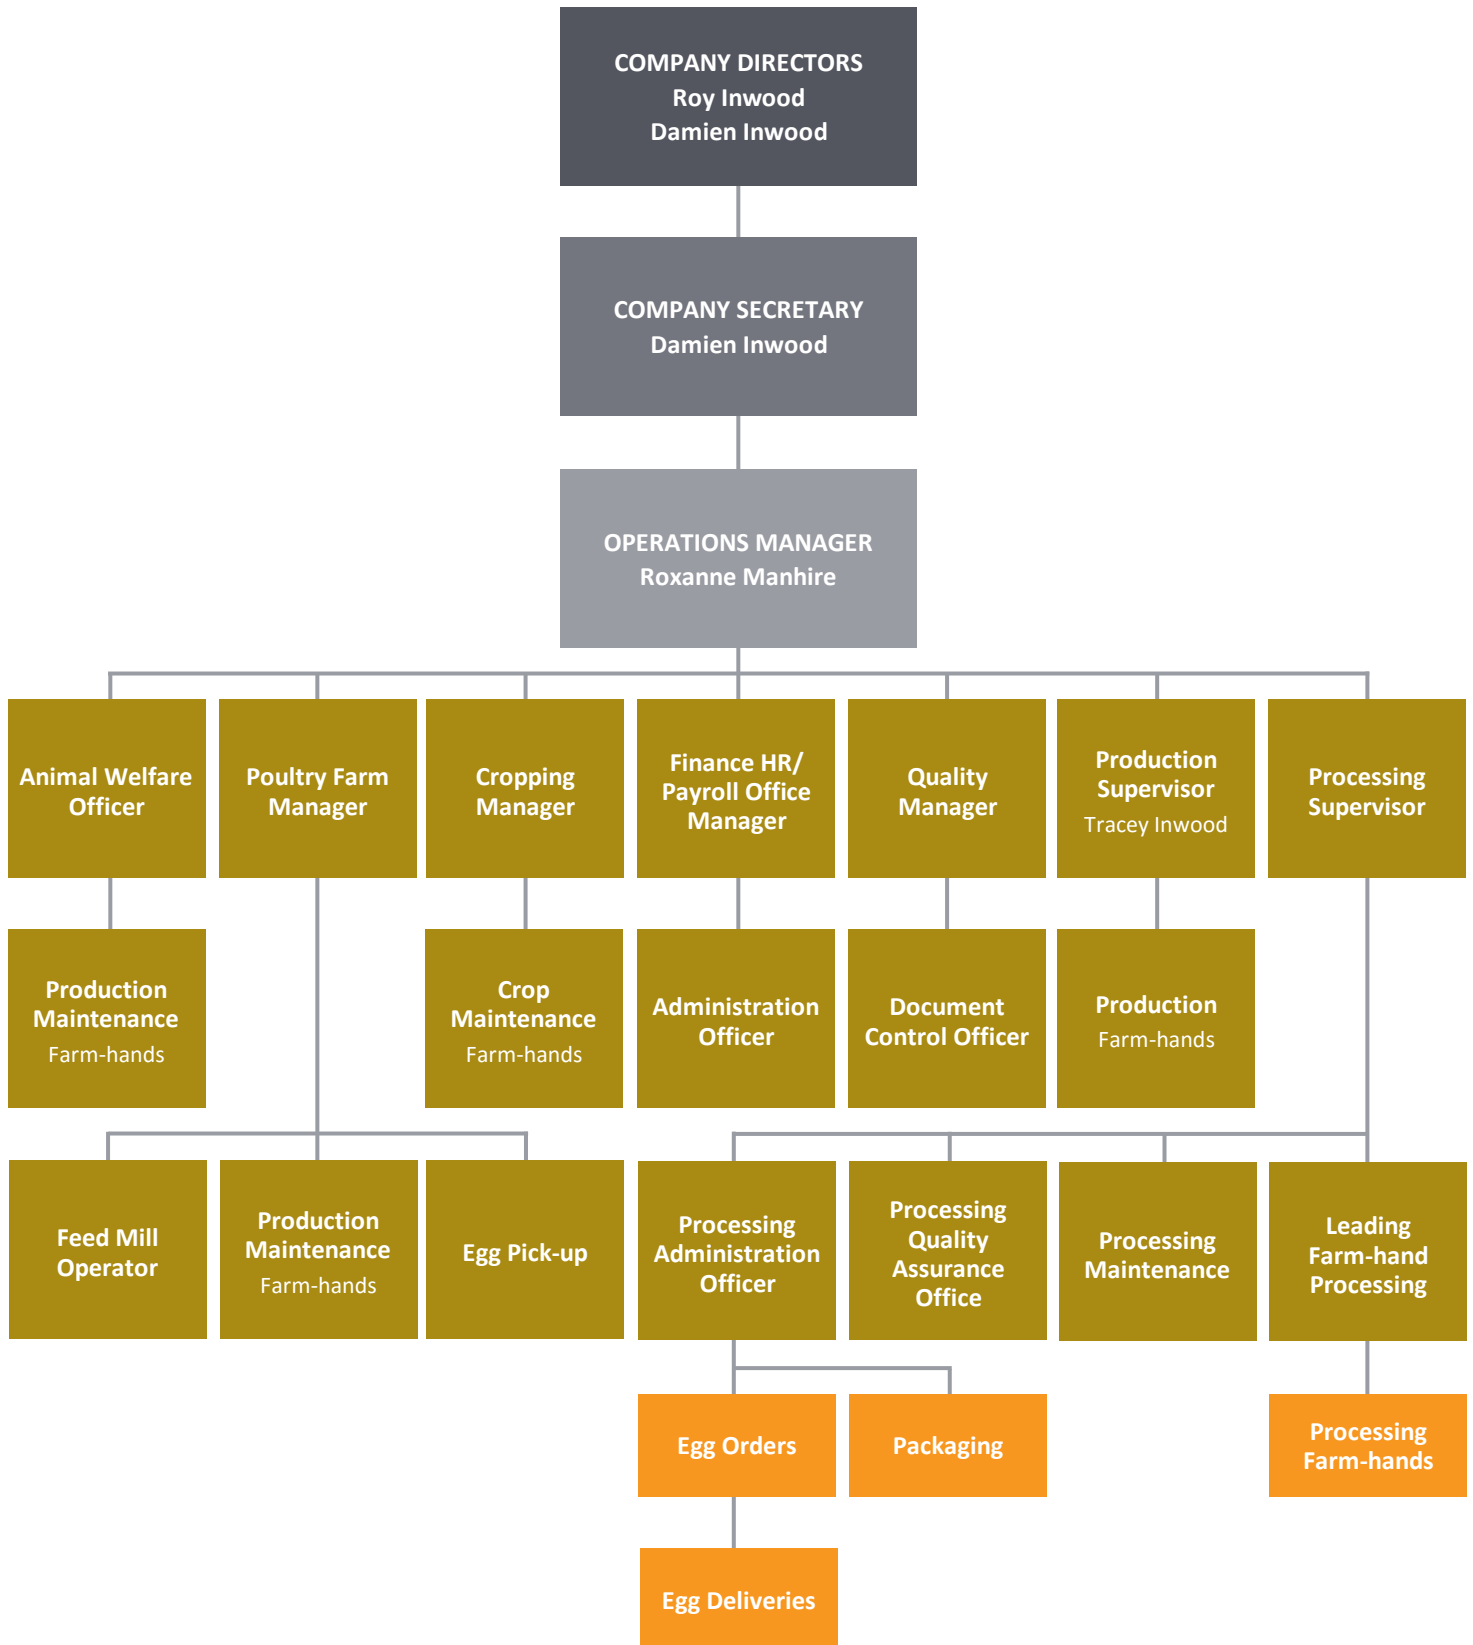 COMPANY DIRECTORS
Roy Inwood
Damien Inwood
COMPANY SECRETARY
Damien Inwood
OPERATIONS MANAGER
Roxanne Manhire
Animal Welfare
Officer
Poultry Farm
Manager
Cropping
Manager
Finance HR/
Payroll Office
Manager
Quality
Manager
Production
Supervisor
Tracey Inwood
Processing
Supervisor
Production
Maintenance
Farm-hands
Crop
Maintenance
Farm-hands
Administration
Officer
Document
Control Officer
Production
Farm-hands
Feed Mill
Operator
Production
Maintenance
Farm-hands
Egg Pick-up
Processing
Administration
Officer
Processing
Quality
Assurance
Office
Processing
Maintenance
Leading
Farm-hand
Processing
Egg Orders
Packaging
Processing
Farm-hands
Egg Deliveries